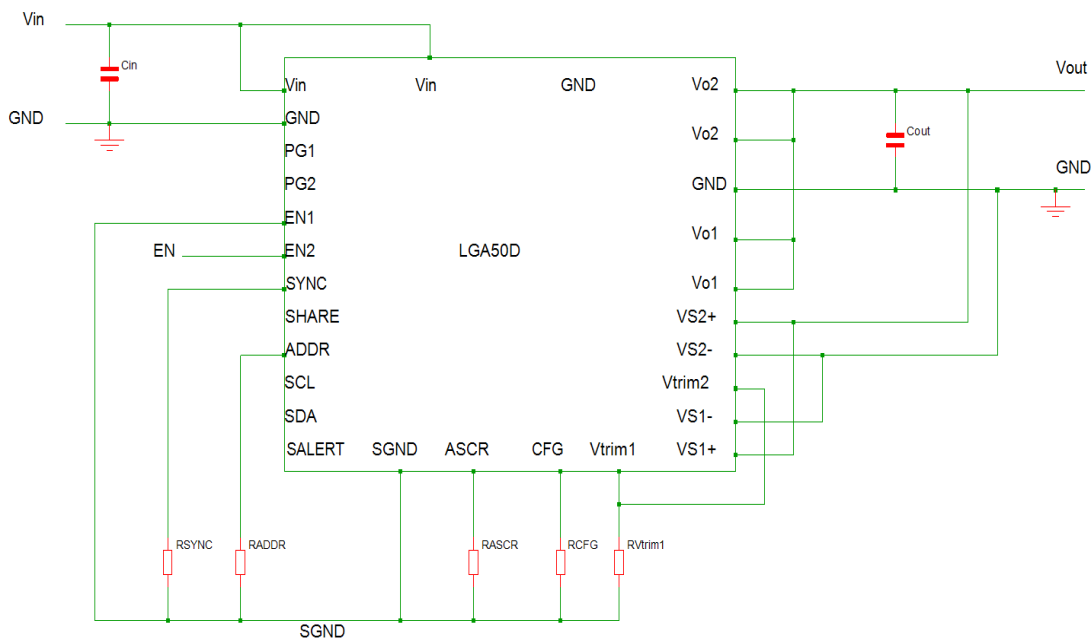 Vin
Cin
GND
Vin
Vin
GND
Vo2
Vout
GND
PG1
PG2
EN1
EN
EN2
SYNC
SHARE
ADDR
SCL
SDA
SALERT
LGA50D
Vo2
Cout
GND
GND
Vo1
Vo1
VS2+
VS2-
Vtrim2
VS1-
VS1+
SGND
ASCR
CFG
Vtrim1
RSYNC
RADDR
RASCR
RCFG
RVtrim1
SGND